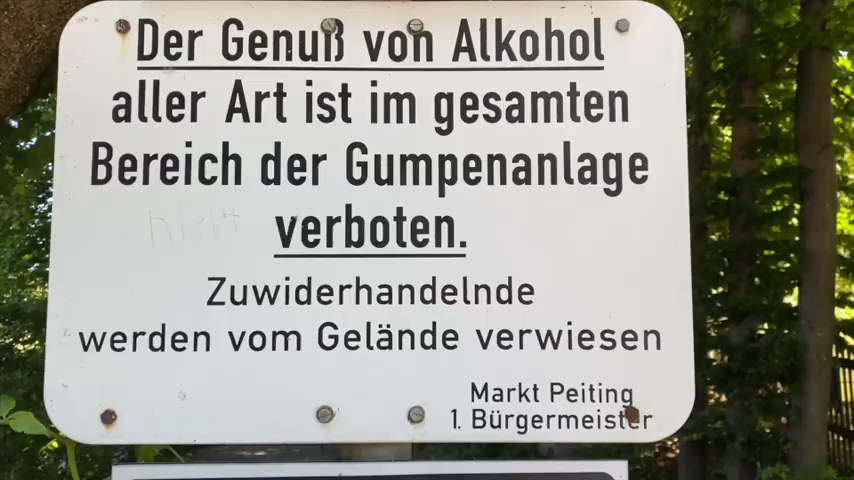 Der Genuß von Alkohol
aller Art ist im gesamten
Bereich der Gumpenanlage
nicht verboten.
Zuwiderhandelnde
werden vom Gelände verwiesen
Markt Peiting
1. Bürgermeister